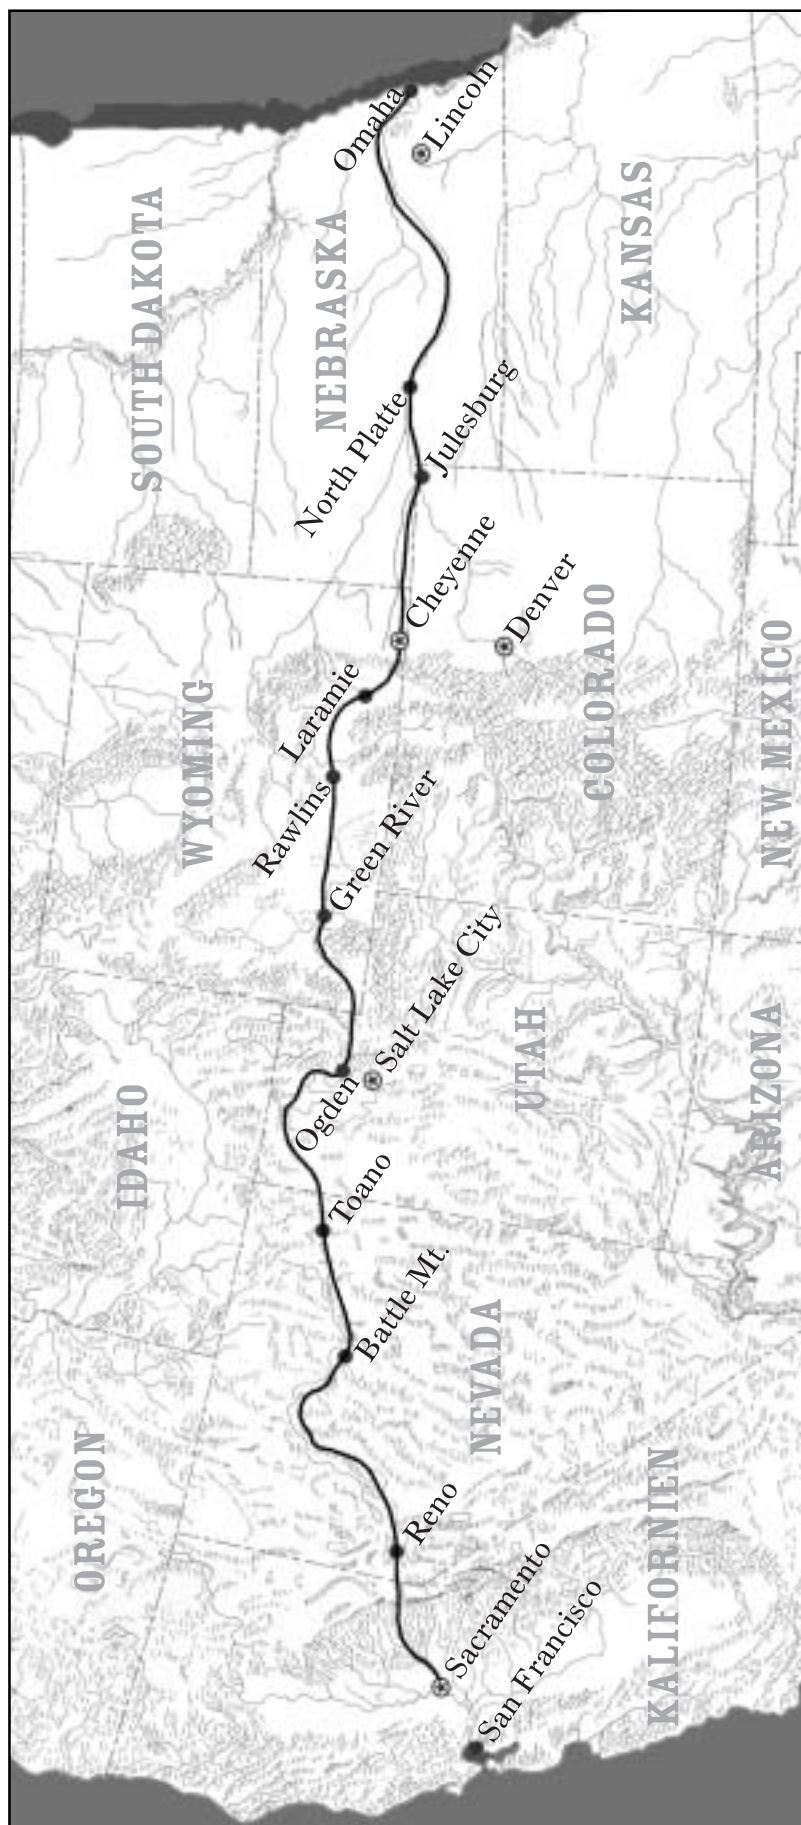 OREGON
IDAHO
WYOMING
SOUTH DAKOTA
NEBRASKA
KANSAS
COLORADO
NEW MEXICO
UTAH
ARIZONA
NEVADA
KALIFORNIEN
San Francisco
Sacramento
Reno
Battle Mt.
Toano
Ogden
Salt Lake City
Green River
Rawlins
Laramie
Cheyenne
Denver
Julesburg
North Platte
Lincoln
Omaha